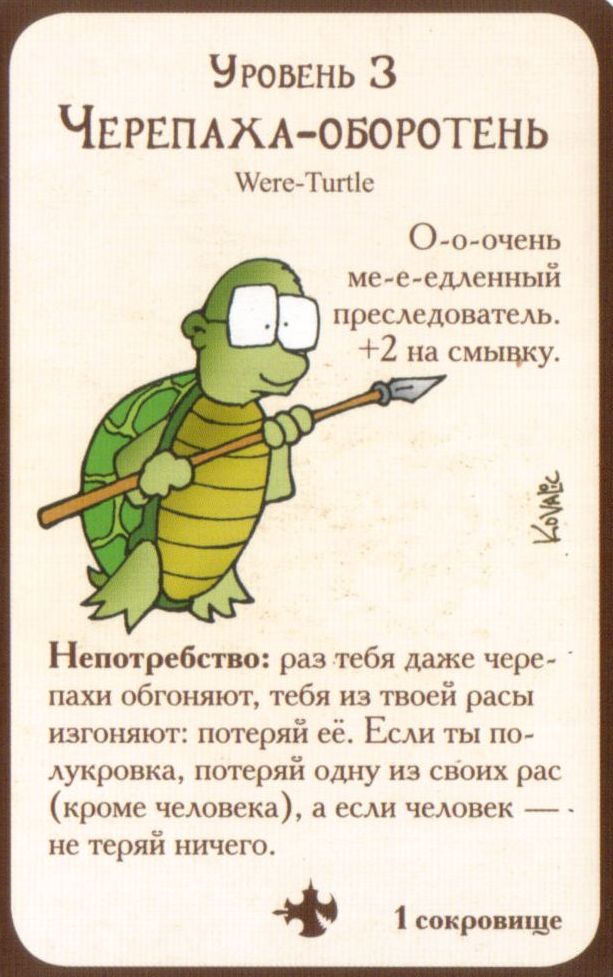 Уровень 3
Черепаха-оборотень
Were-Turtle
О-о-очень
ме-е-едленный
преследователь.
+2 на смывку.
Kovalic
Непотребство: раз тебя даже чере-
пахи обгоняют, тебя из твоей расы
изгоняют: потеряй её. Если ты по-
лукровка, потеряй одну из своих рас
(кроме человека), а если человек —
не теряй ничего.
1 сокровище